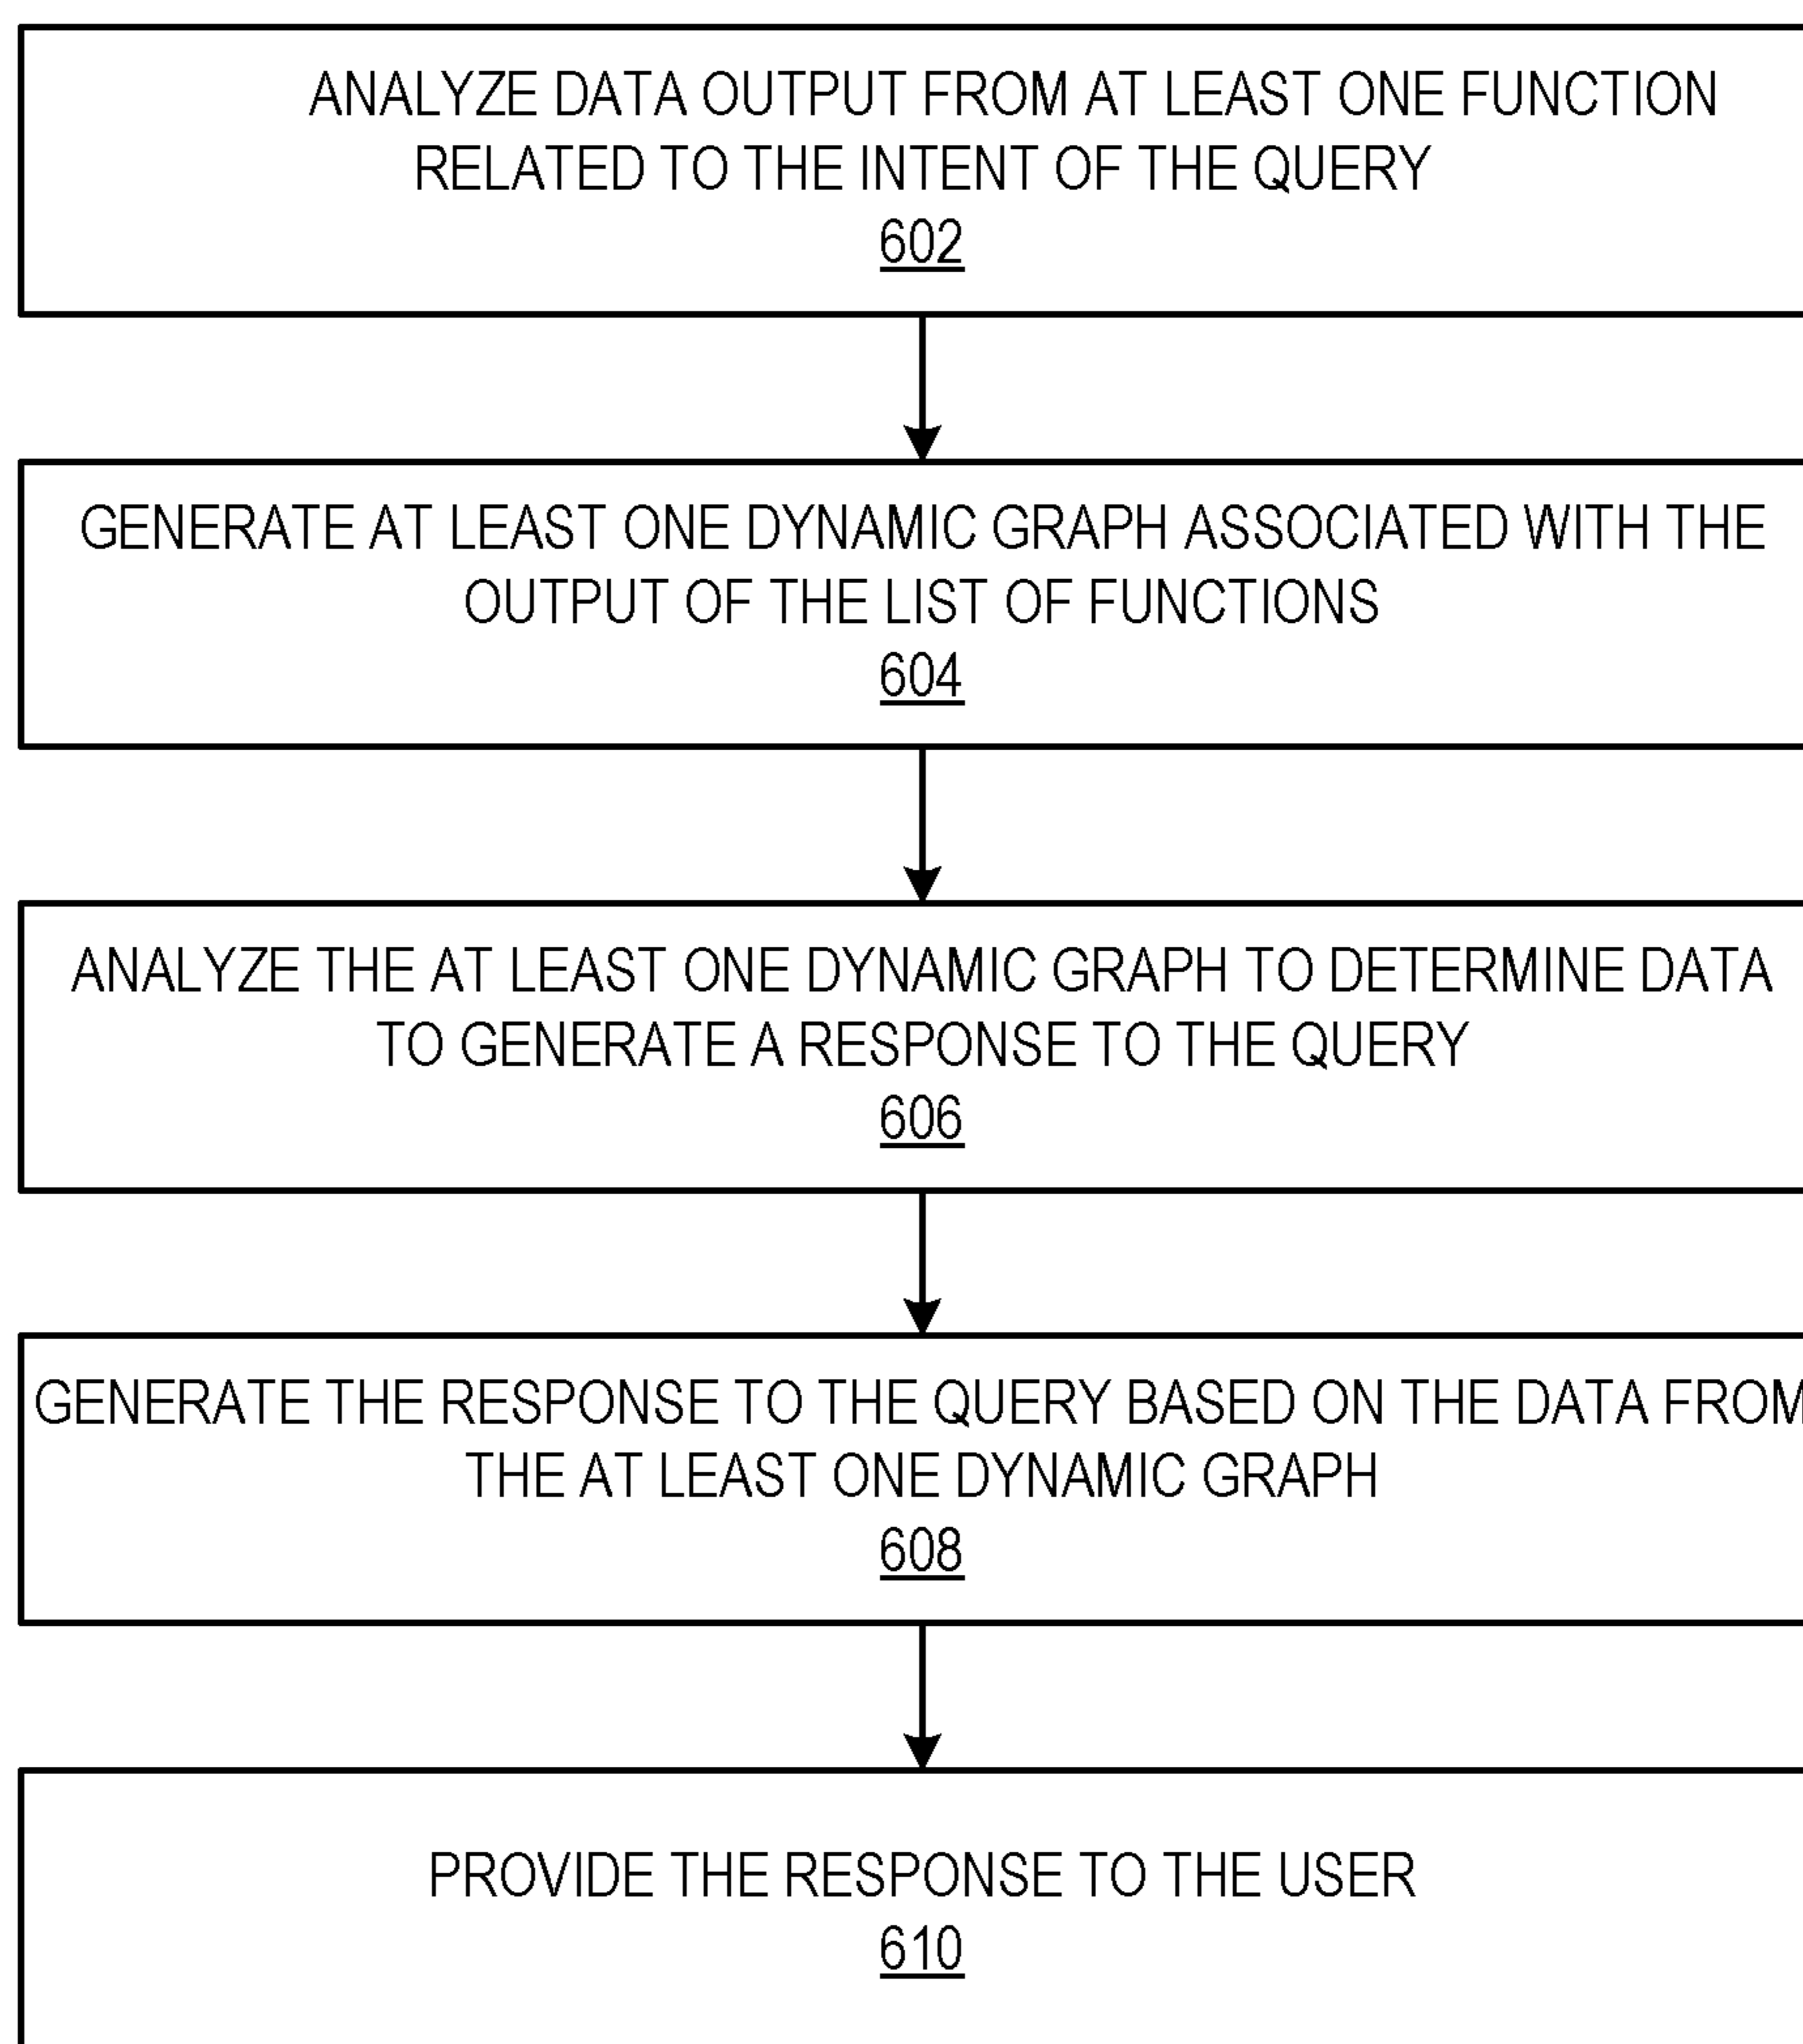 ANALYZE DATA OUTPUT FROM AT LEAST ONE FUNCTION
RELATED TO THE INTENT OF THE QUERY
602
GENERATE AT LEAST ONE DYNAMIC GRAPH ASSOCIATED WITH THE
OUTPUT OF THE LIST OF FUNCTIONS
604
ANALYZE THE AT LEAST ONE DYNAMIC GRAPH TO DETERMINE DATA
TO GENERATE A RESPONSE TO THE QUERY
606
GENERATE THE RESPONSE TO THE QUERY BASED ON THE DATA FROM
THE AT LEAST ONE DYNAMIC GRAPH
608
PROVIDE THE RESPONSE TO THE USER
610